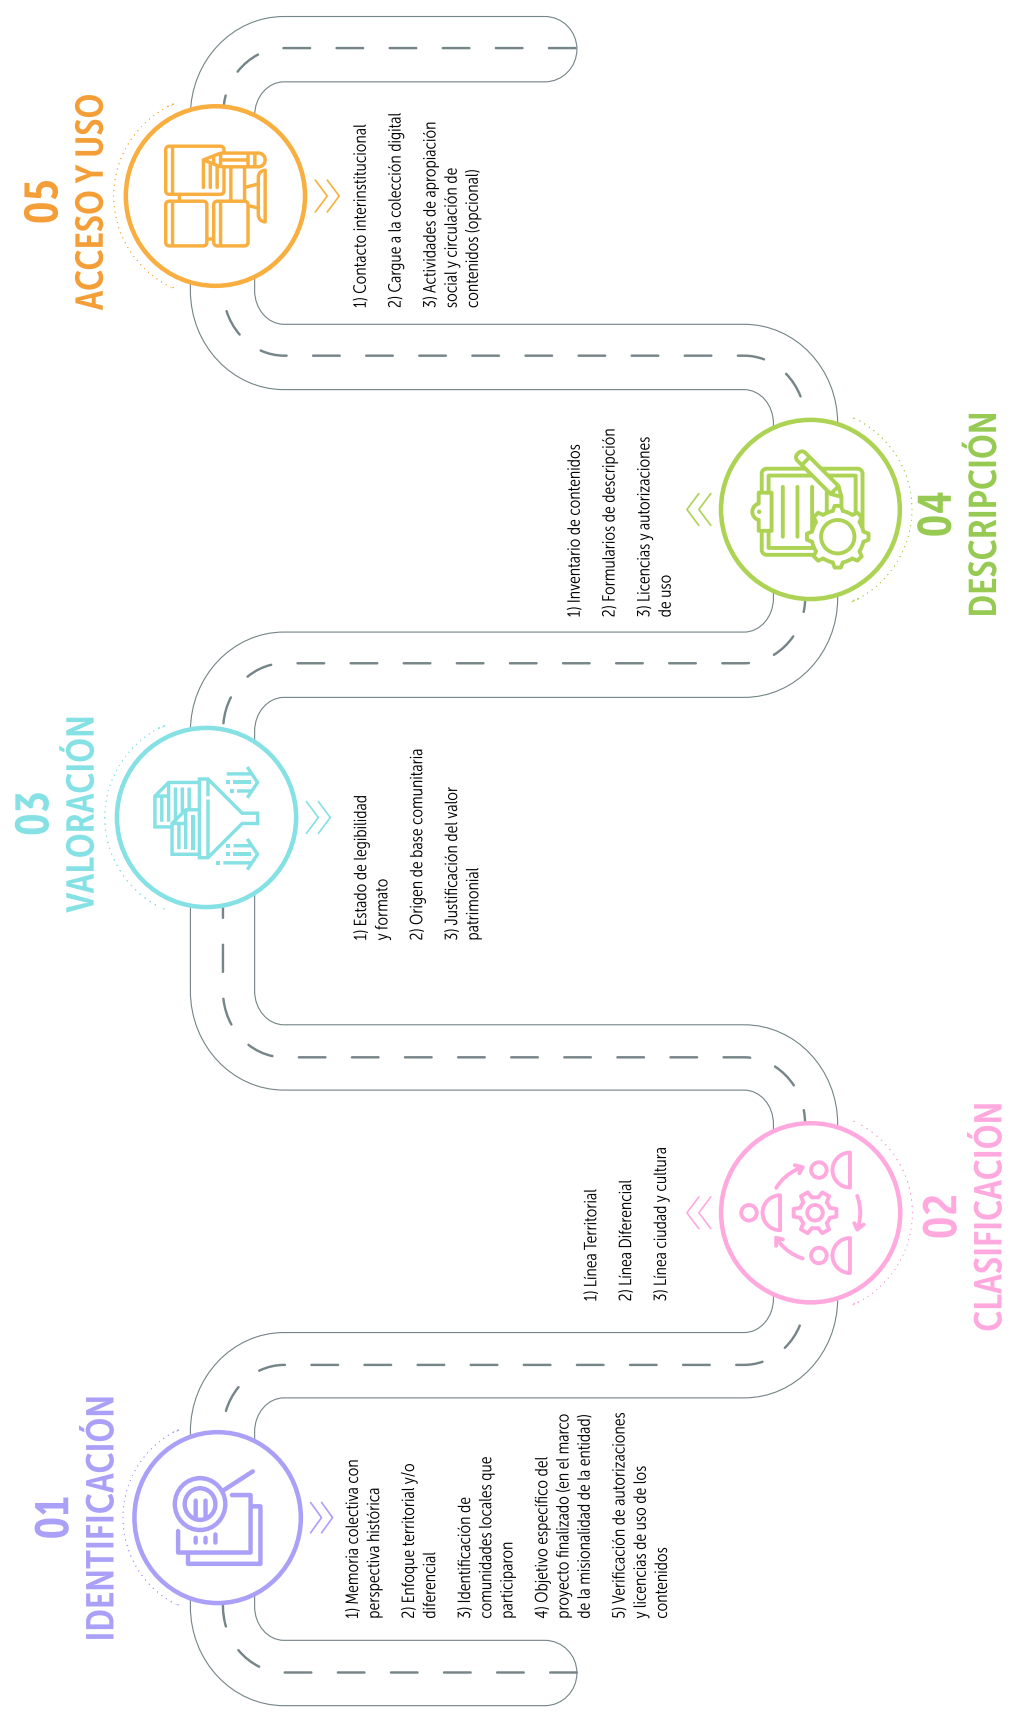 01
IDENTIFICACIÓN
1) Memoria colectiva con
perspectiva histórica
2) Enfoque territorial y/o
difrencial
3) Identificación de
comunidades locales que
participaron
4) Objetivo específico del
proyecto finalizado (en el marco
de la misionalidad de la entidad)
5) Verificación de autorizaciones
y licencias de uso de los
contenidos
1) Línea Territorial
2) Línea Diferencial
3) Línea ciudad y cultura
02
CLASIFICACIÓN
03
VALORACIÓN
1) Estado de legibilidad
y formato
2) Origen de base comunitaria
3) Justificación del valor
patrimonial
1) Inventario de contenidos
2) Formularios de descripción
3) Licencias y autorizaciones
de uso
04
DESCRIPCIÓN
05
ACCESO Y USO
1) Contacto interinstitucional
2) Cargue a la colección digital
3) Actividades de apropiación
social y circulación de
contenidos (opcional)